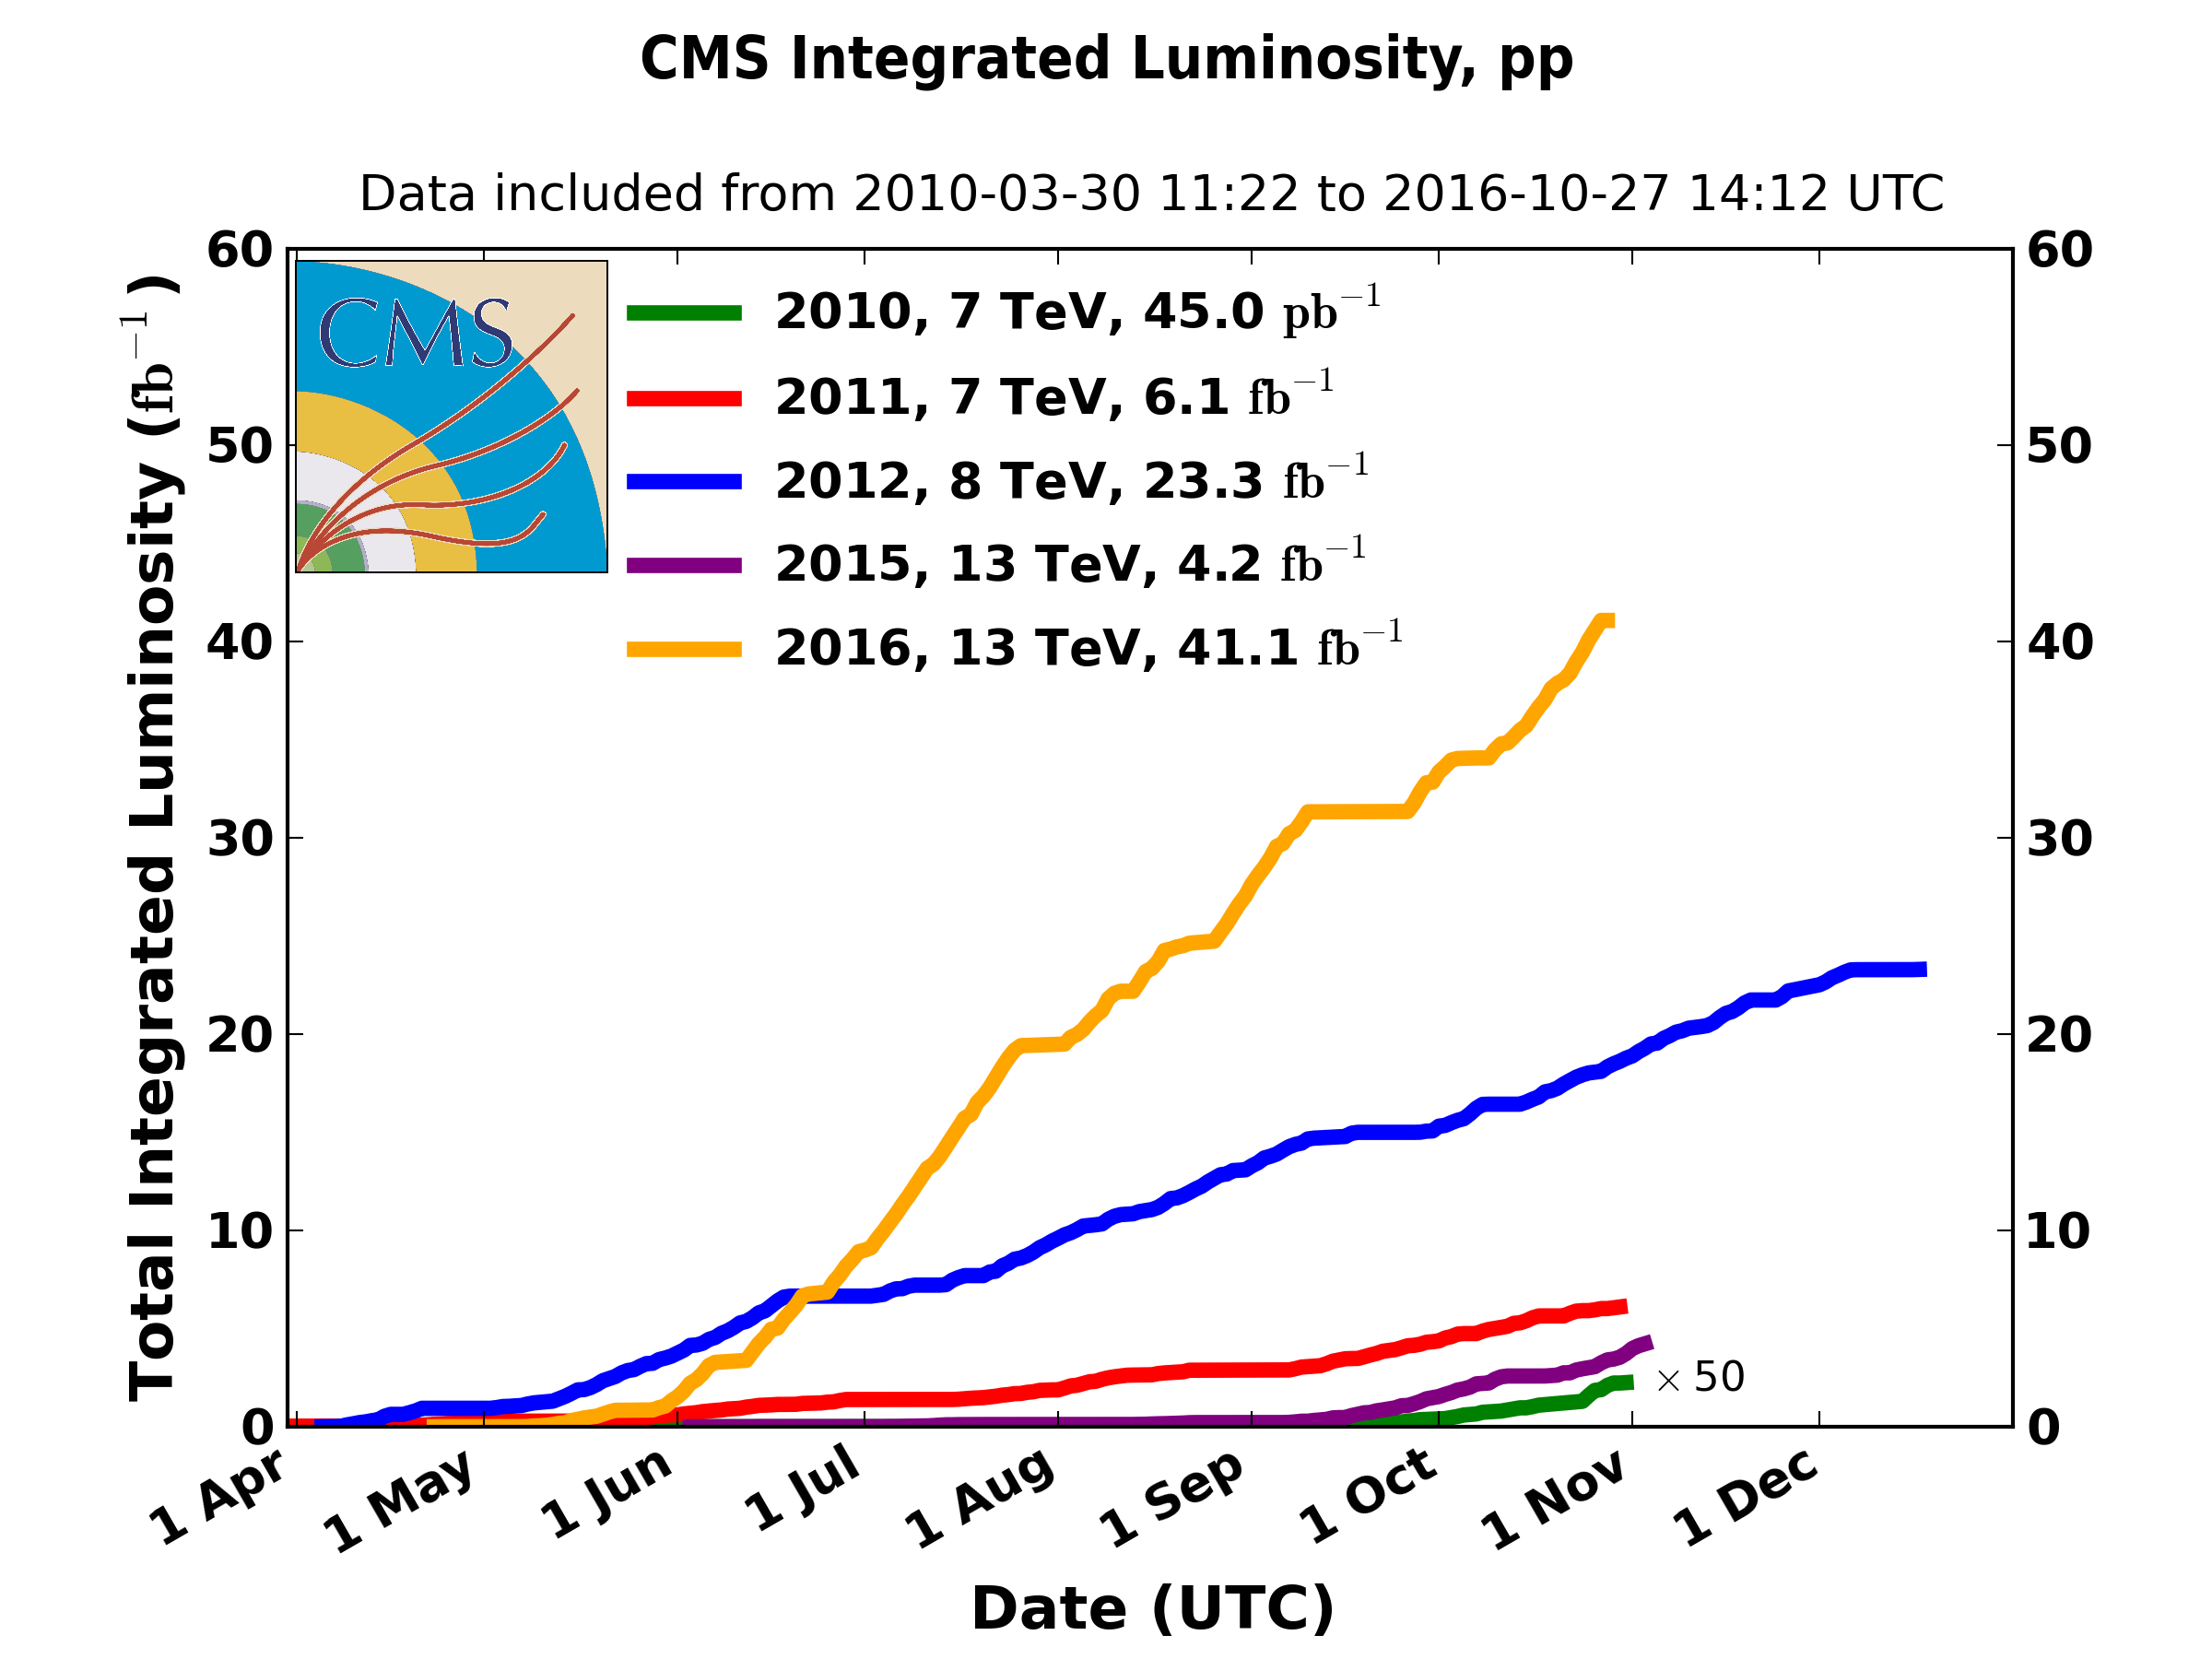 CMS Integrated Luminosity, pp
Data included from 2010-03-30 11:22 to 2016-10-27 14:12 UTC
CMS
2010, 7 TeV, 45.0 pb⁻¹
2011, 7 TeV, 6.1 fb⁻¹
2012, 8 TeV, 23.3 fb⁻¹
2015, 13 TeV, 4.2 fb⁻¹
2016, 13 TeV, 41.1 fb⁻¹
Total Integrated Luminosity (fb⁻¹)
60
50
40
30
20
10
0
60
50
40
30
20
10
0
× 50
1 Apr
1 May
1 Jun
1 Jul
1 Aug
1 Sep
1 Oct
1 Nov
1 Dec
Date (UTC)